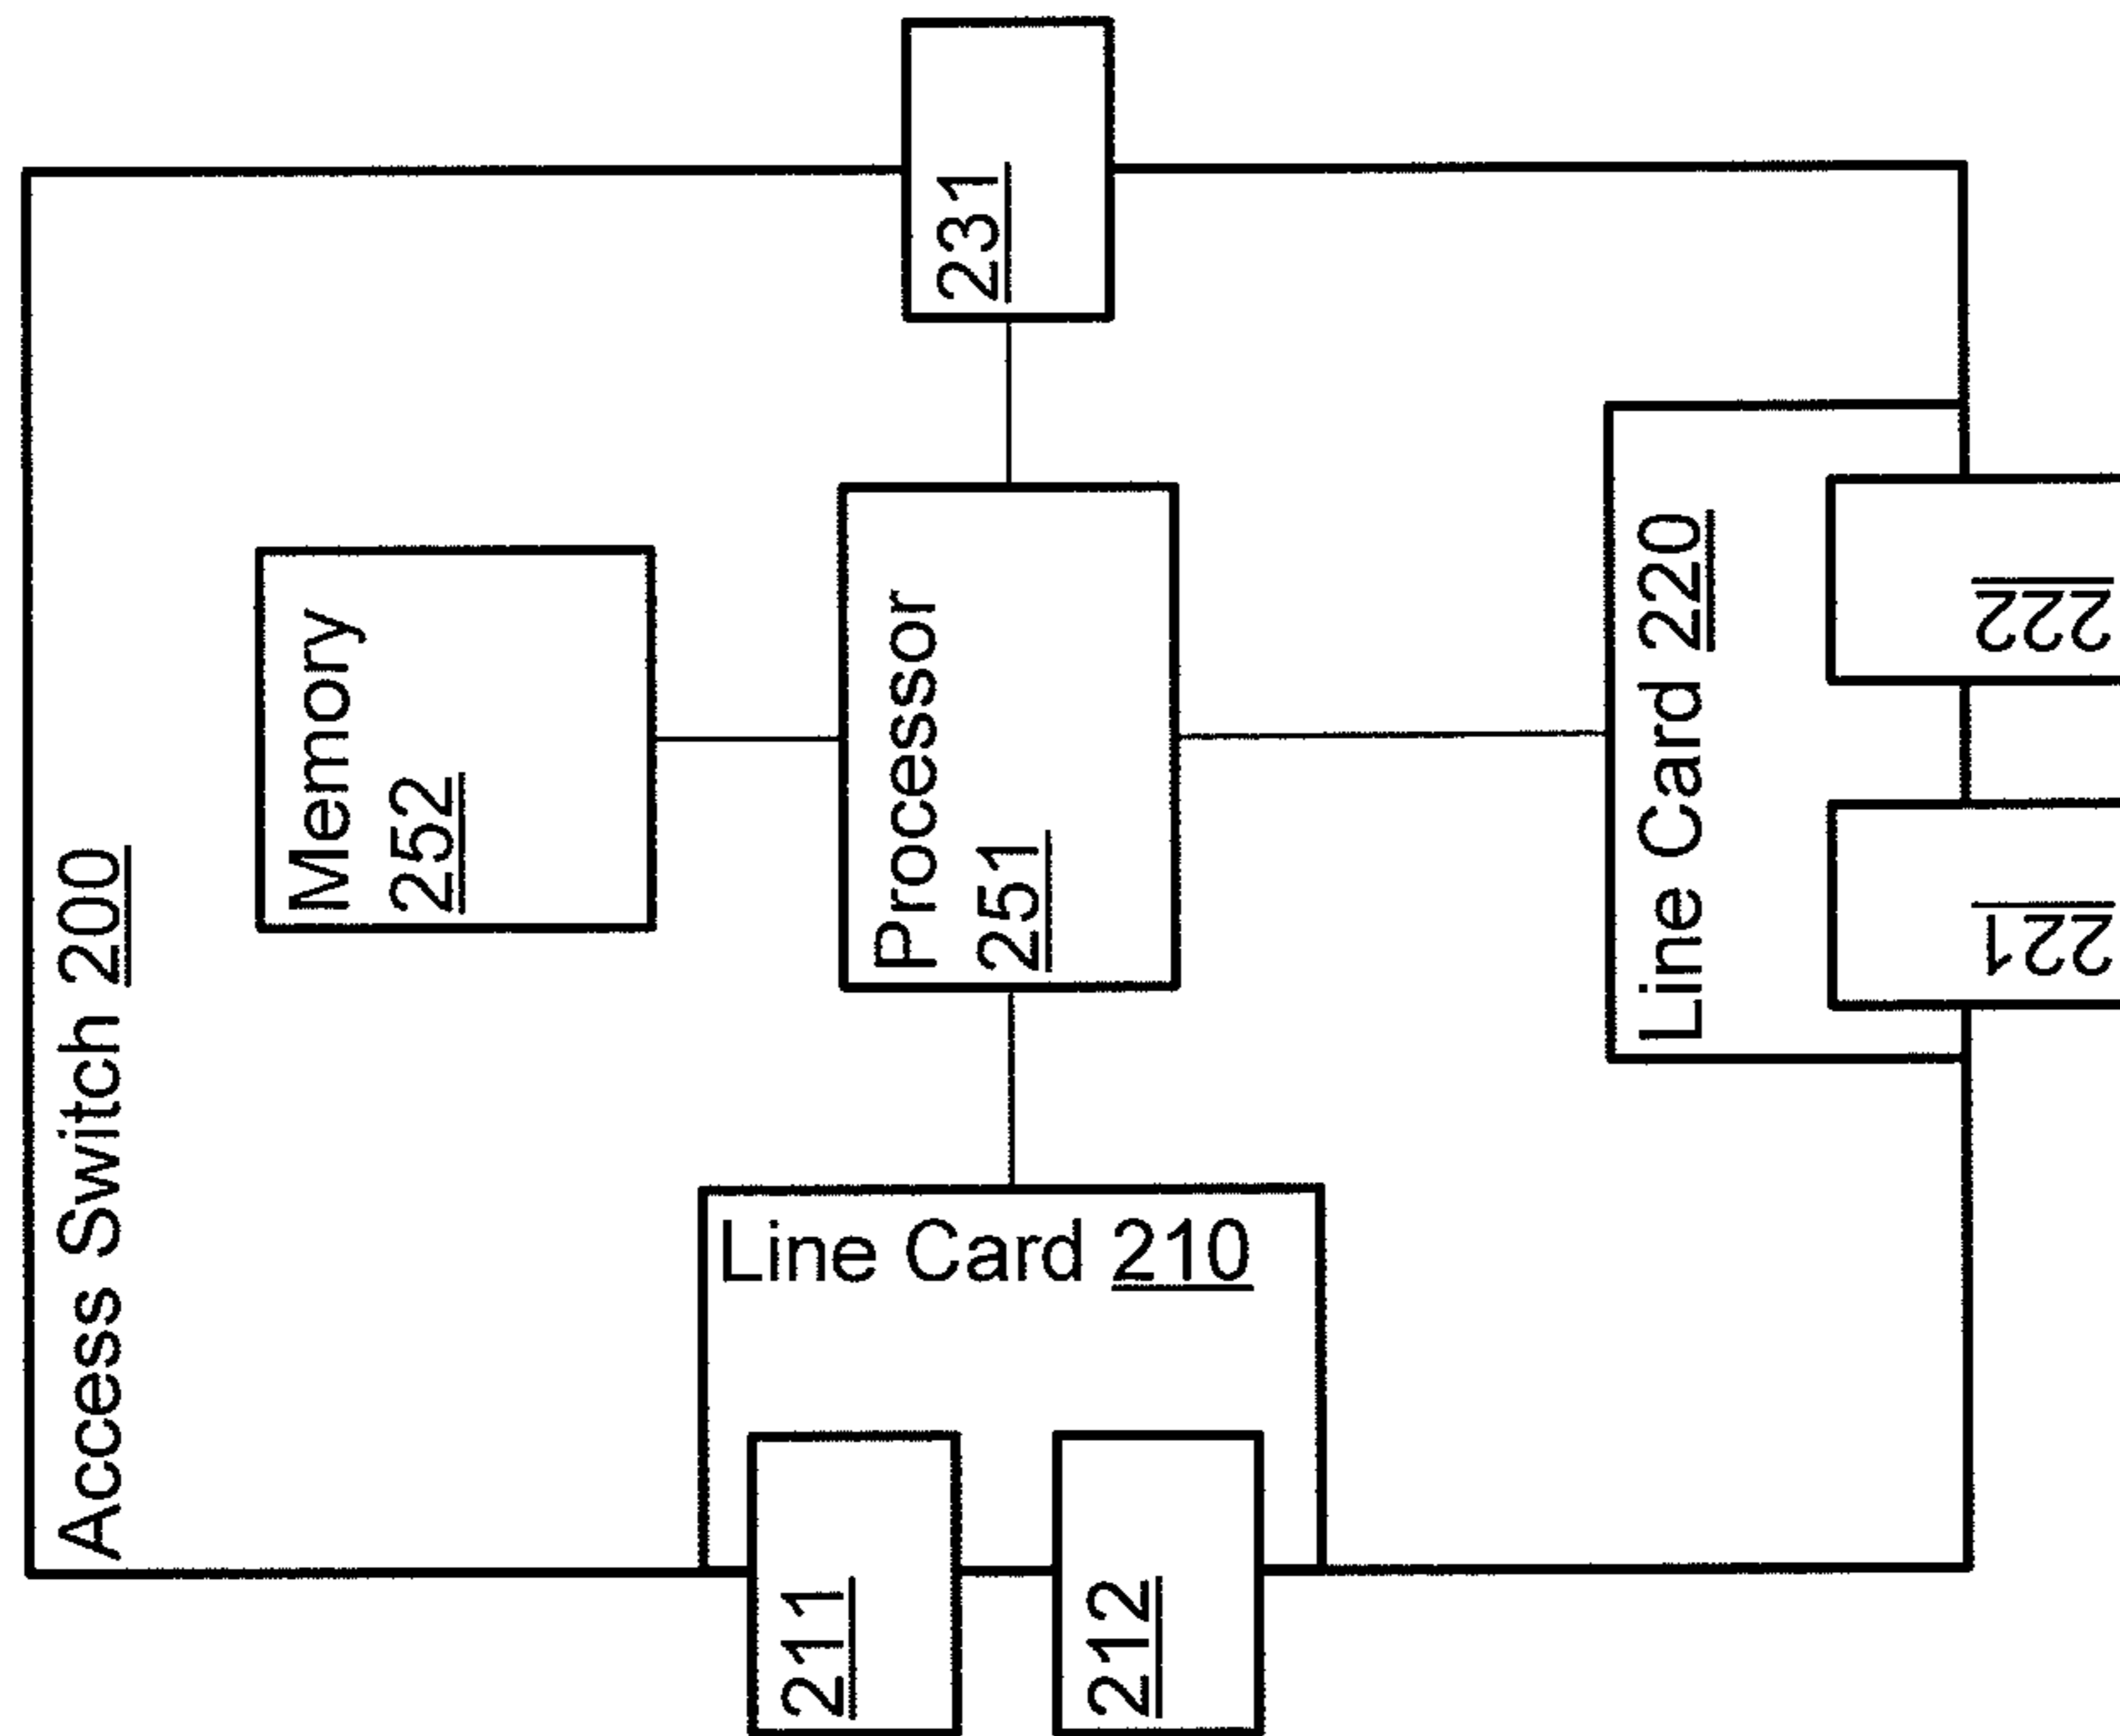 Access Switch 200
Memory
252
Processor
251
231
Line Card 210
211
212
Line Card 220
221
222